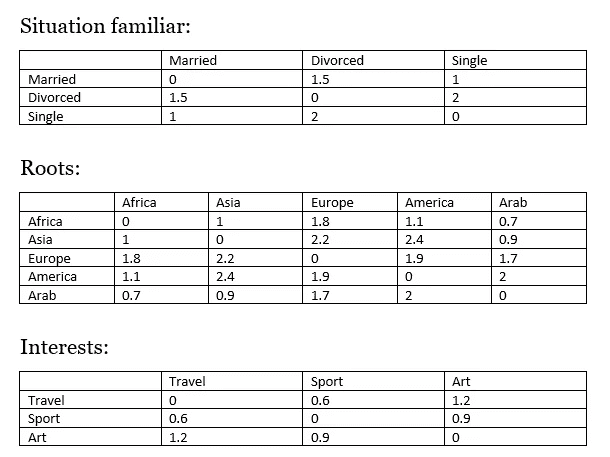 Situation familiar:
Married Divorced Single
Married 0 1.5 1
Divorced 1.5 0 2
Single 1 2 0
Roots:
Africa Asia Europe America Arab
Africa 0 1 1.8 1.1 0.7
Asia 1 0 2.2 2.4 0.9
Europe 1.8 2.2 0 1.9 1.7
America 1.1 2.4 1.9 0 2
Arab 0.7 0.9 1.7 2 0
Interests:
Travel Sport Art
Travel 0 0.6 1.2
Sport 0.6 0 0.9
Art 1.2 0.9 0